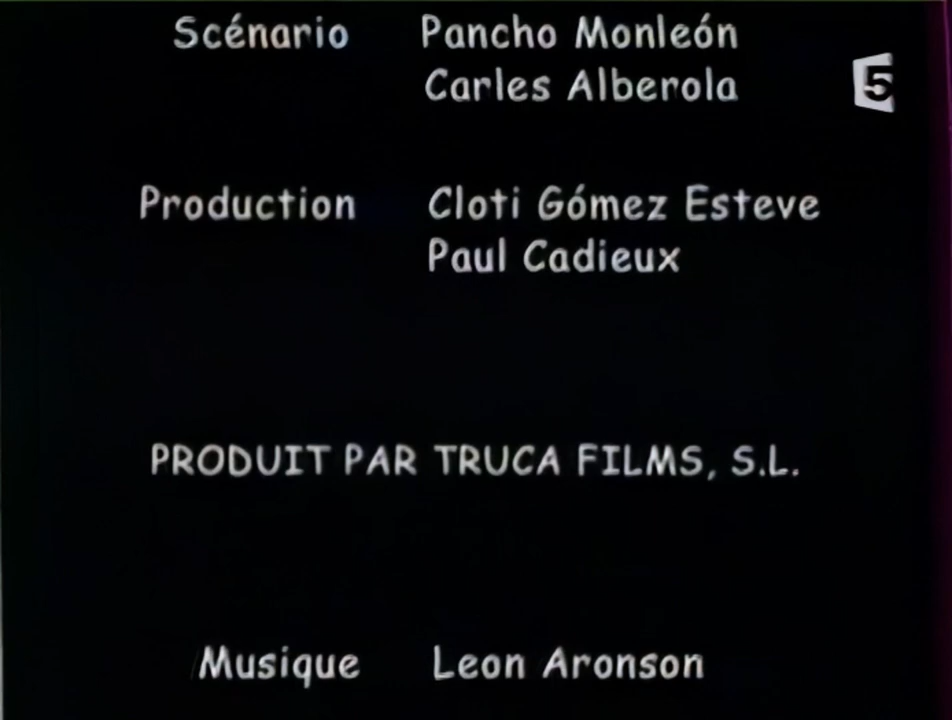 Scénario Pancho Monleón
Carles Alberola
5
Production Cloti Gómez Esteve
Paul Cadieux
PRODUIT PAR TRUCA FILMS, S.L.
Musique Leon Aronson